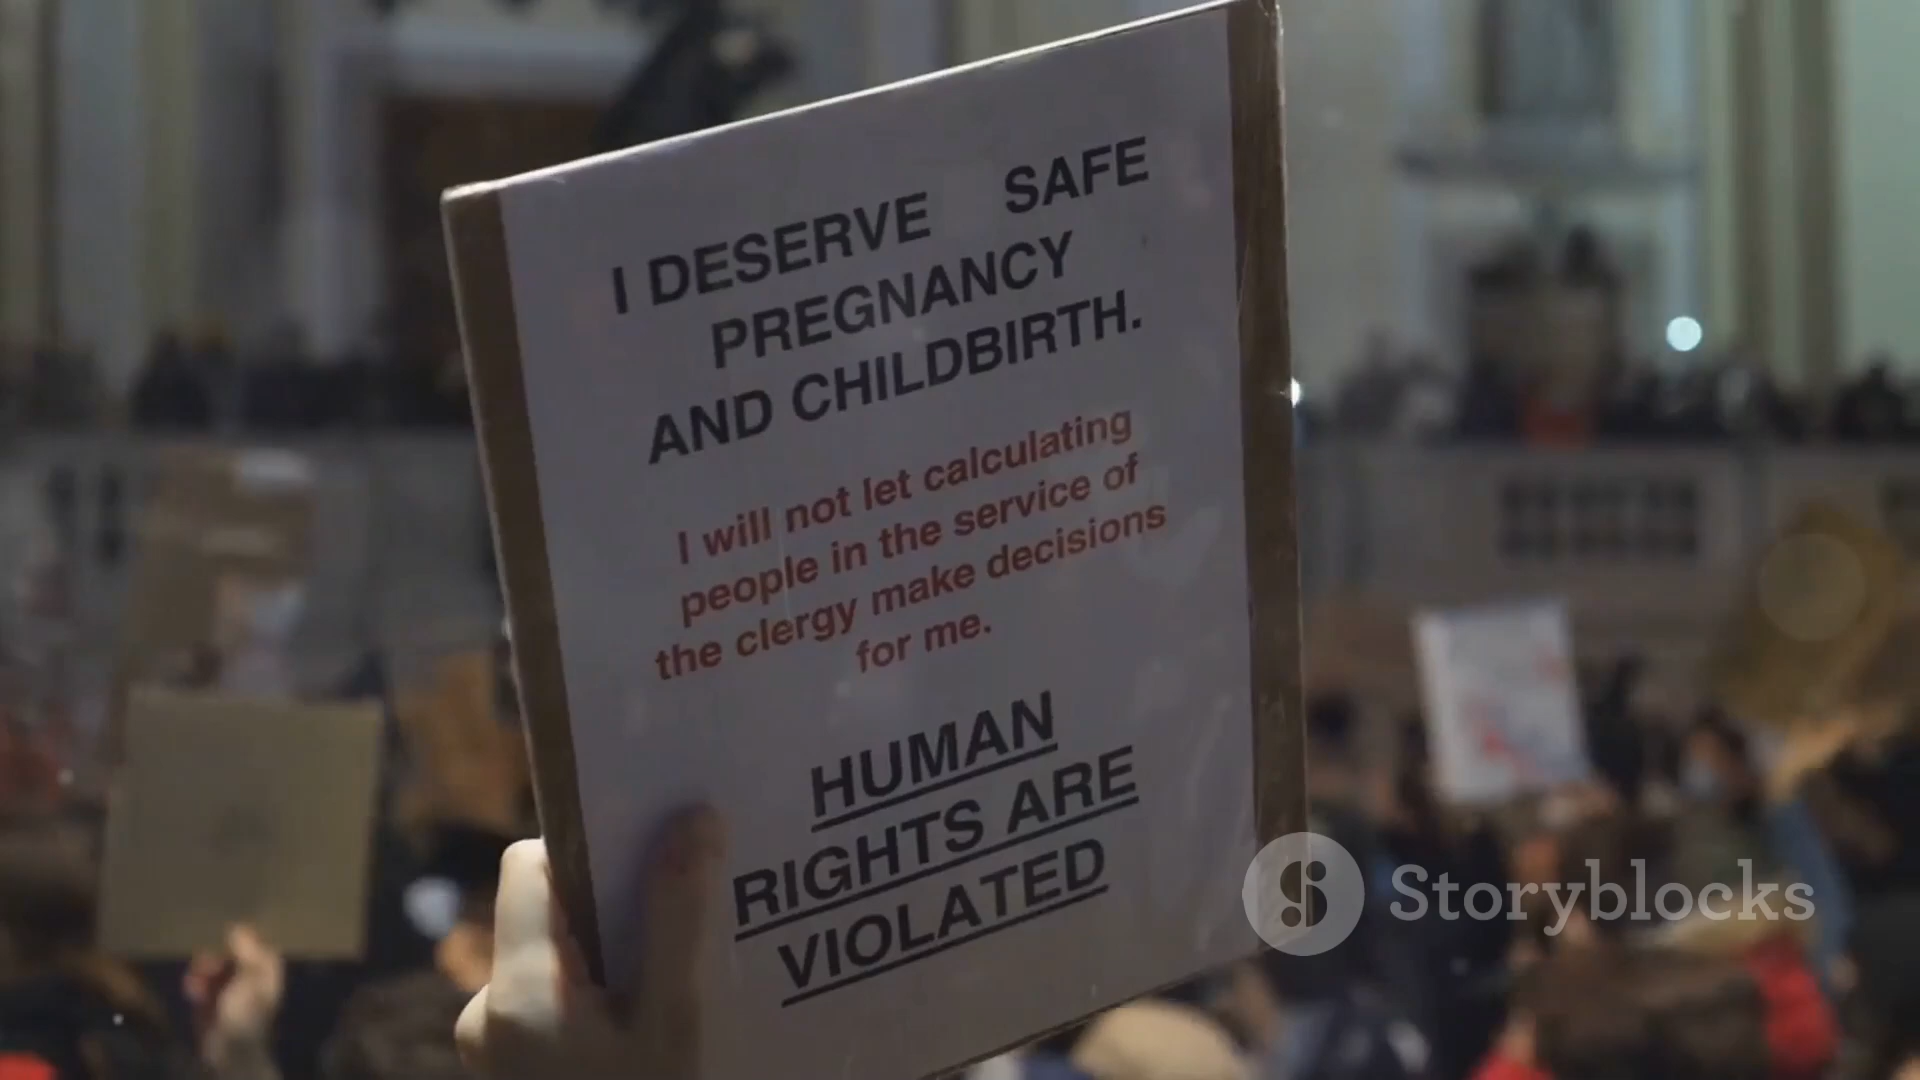 I DESERVE SAFE
PREGNANCY
AND CHILDBIRTH.
I will not let calculating
people in the service of
the clergy make decisions
for me.
HUMAN
RIGHTS ARE
VIOLATED
Storyblocks